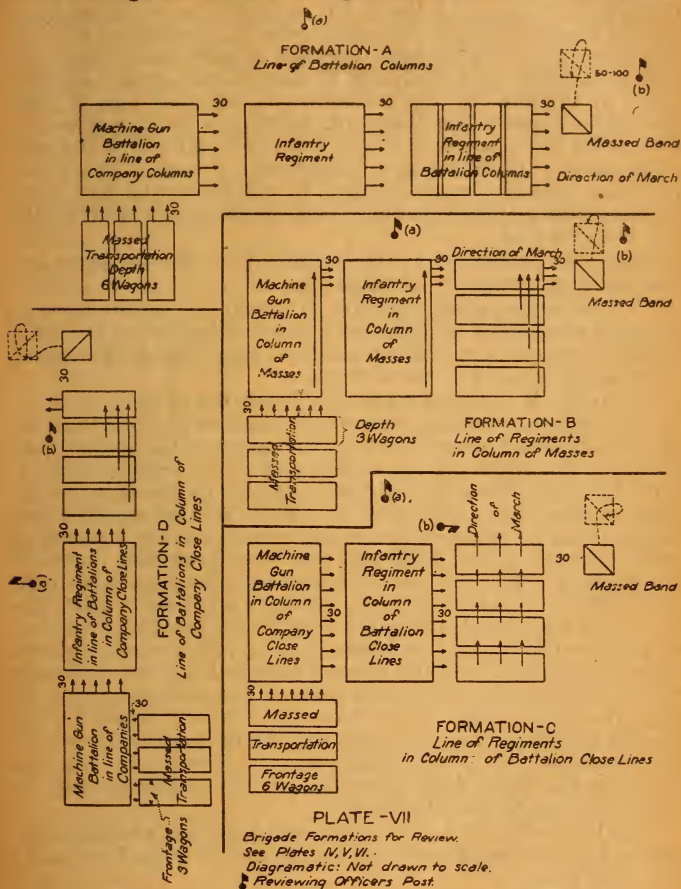 (a)
FORMATION-A
Line of Battalion Columns
50-100
(b)
30
30
30
Machine Gun
Battalion
in line of
Company Columns
Infantry
Regiment
Infantry
Regiment
in line of
Battalion Columns
Massed Band
Direction of March
30
Massed
Transportation
Depth
6 Wagons
(a)
Direction of March
(b)
30
30
30
Machine
Gun
Battalion
in
Column
of
Masses
Infantry
Regiment
in
Column
of
Masses
Massed Band
30
Massed
Transportation
Depth
3 Wagons
FORMATION-B
Line of Regiments
in Column of Masses
30
(a)
30
Infantry Regiment
in line of Battalions
in Column of
Company Close Lines
(a)
FORMATION-D
Line of Battalions in Column of
Company Close Lines
30
Machine Gun
Battalion
in line of
Companies
30
Massed
Transportation
Frontage
3 Wagons
(a)
(b)
Direction
of
March
Machine
Gun
Battalion
in Column
of
Company
Close
Lines
30
Infantry
Regiment
in
Column
of
Battalion
Close
Lines
30
30
Massed Band
30
Massed
Transportation
Frontage
6 Wagons
FORMATION-C
Line of Regiments
in Column: of Battalion Close Lines
PLATE -VII
Brigade Formations for Review.
See Plates IV, V, VI.
Diagramatic: Not drawn to scale.
Reviewing Officers Post.